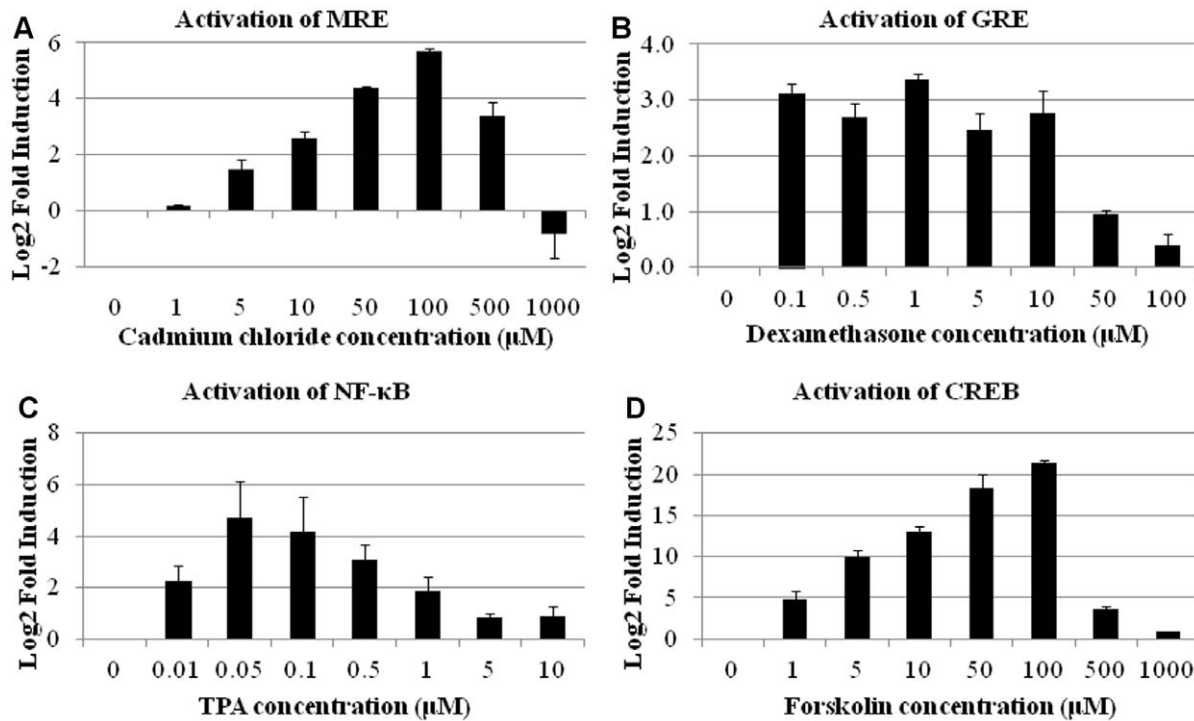 A
Activation of MRE
Log2 Fold Induction
6
4
2
0
-2
0 1 5 10 50 100 500 1000
Cadmium chloride concentration (µM)
B
Activation of GRE
Log2 Fold Induction
4.0
3.0
2.0
1.0
0.0
0 0.1 0.5 1 5 10 50 100
Dexamethasone concentration (µM)
C
Activation of NF-κB
Log2 Fold Induction
8
6
4
2
0
0 0.01 0.05 0.1 0.5 1 5 10
TPA concentration (µM)
D
Activation of CREB
Log2 Fold Induction
25
20
15
10
5
0
0 1 5 10 50 100 500 1000
Forskolin concentration (µM)